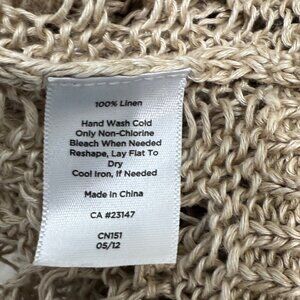 100% Linen
Hand Wash Cold
Only Non-Chlorine
Bleach When Needed
Reshape, Lay Flat To
Dry
Cool Iron, If Needed
Made in China
CA #23147
CN151
05/12